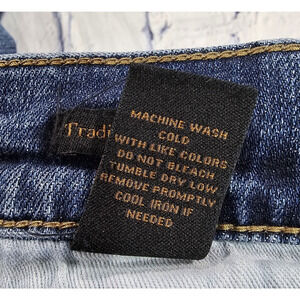 Tradi
MACHINE WASH
COLD
WITH LIKE COLORS
DO NOT BLEACH
TUMBLE DRY LOW
REMOVE PROMPTLY
COOL IRON IF
NEEDED